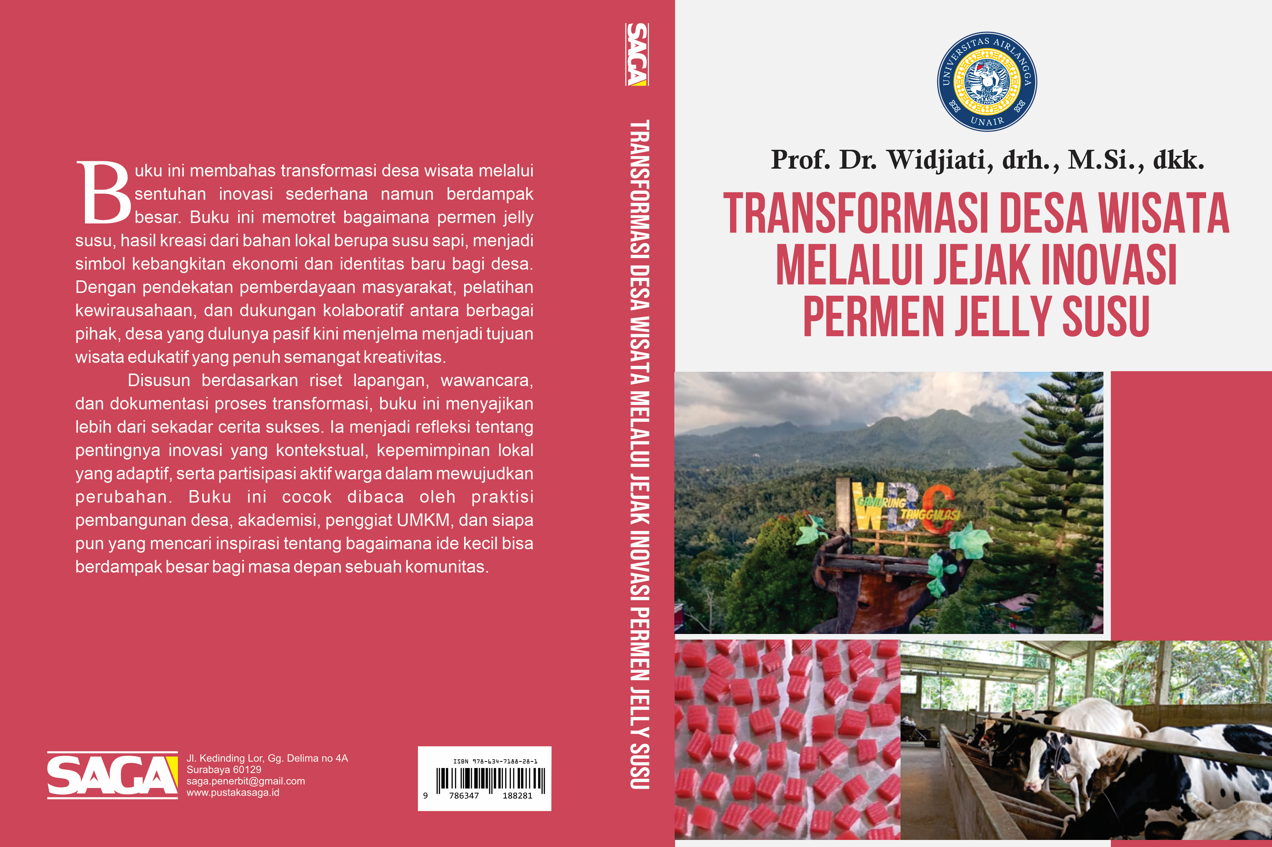 Buku ini membahas transformasi desa wisata melalui
sentuhan inovasi sederhana namun berdampak
besar. Buku ini memotret bagaimana permen jelly
susu, hasil kreasi dari bahan lokal berupa susu sapi, menjadi
simbol kebangkitan ekonomi dan identitas baru bagi desa.
Dengan pendekatan pemberdayaan masyarakat, pelatihan
kewirausahaan, dan dukungan kolaboratif antara berbagai
pihak, desa yang dulunya pasif kini menjelma menjadi tujuan
wisata edukatif yang penuh semangat kreativitas.
Disusun berdasarkan riset lapangan, wawancara,
dan dokumentasi proses transformasi, buku ini menyajikan
lebih dari sekadar cerita sukses. Ia menjadi refleksi tentang
pentingnya inovasi yang kontekstual, kepemimpinan lokal
yang adaptif, serta partisipasi aktif warga dalam mewujudkan
perubahan. Buku ini cocok dibaca oleh praktisi
pembangunan desa, akademisi, penggiat UMKM, dan siapa
pun yang mencari inspirasi tentang bagaimana ide kecil bisa
berdampak besar bagi masa depan sebuah komunitas.
SAGA
Jl. Kedinding Lor, Gg. Delima no 4A
Surabaya 60129
saga.penerbit@gmail.com
www.pustakasaga.id
ISBN 978-634-7188-28-1
9 786347 188281
SAGA
TRANSFORMASI DESA WISATA MELALUI JEJAK INOVASI PERMEN JELLY SUSU
UNIVERSITAS AIRLANGGA
UNAIR
Prof. Dr. Widjiati, drh., M.Si., dkk.
TRANSFORMASI DESA WISATA
MELALUI JEJAK INOVASI
PERMEN JELLY SUSU
WBC
TANGGULASI